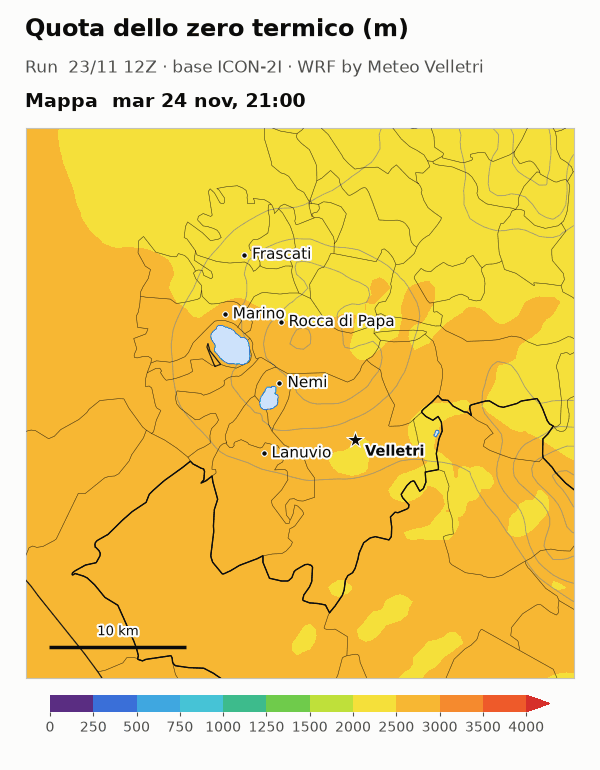 Quota dello zero termico (m)
Run  23/11 12Z · base ICON-2I · WRF by Meteo Velletri
Mappa  mar 24 nov, 21:00
Frascati
Marino
Rocca di Papa
Nemi
Velletri
Lanuvio
10 km
0 250 500 750 1000 1250 1500 2000 2500 3000 3500 4000